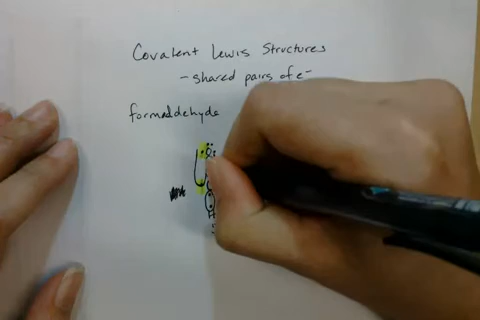 Covalent Lewis Structures
- shared pairs of e-
formaldehyde
O
H